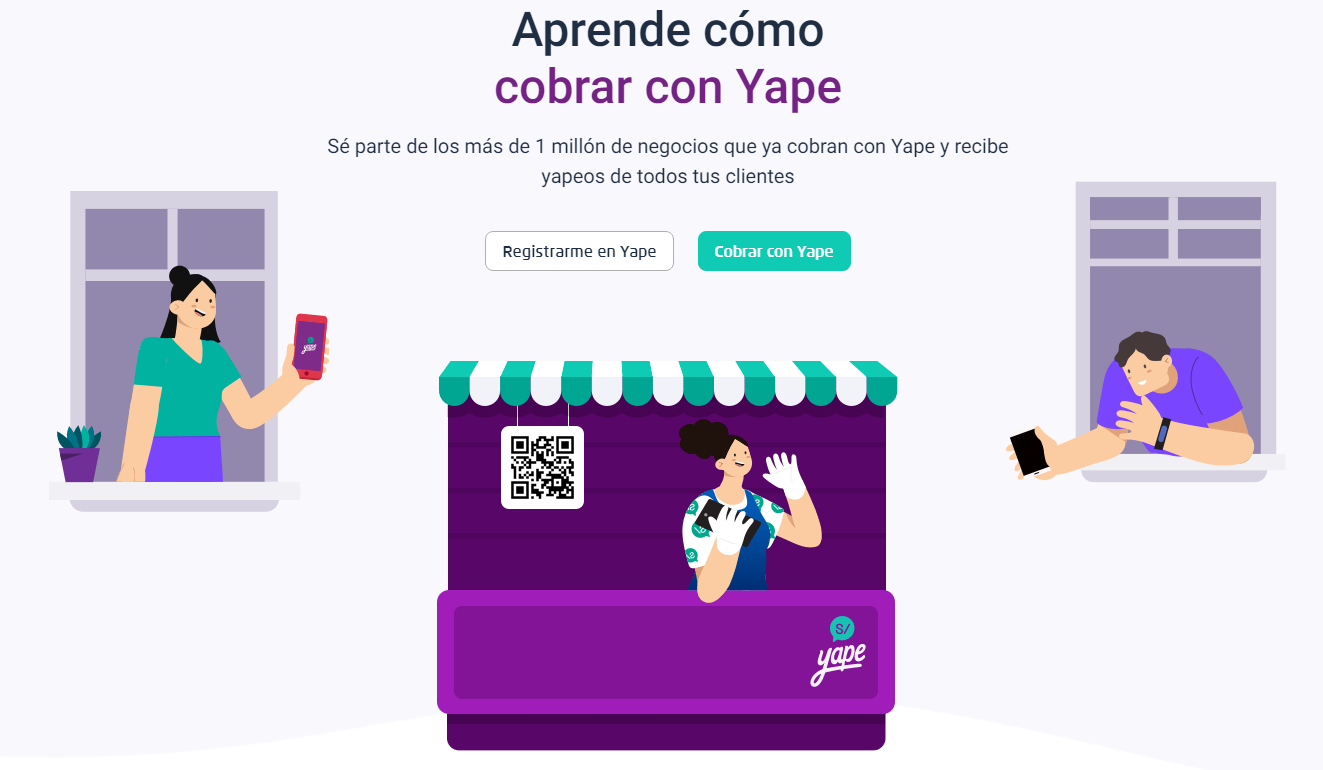 Aprende cómo
cobrar con Yape
Sé parte de los más de 1 millón de negocios que ya cobran con Yape y recibe
yapeos de todos tus clientes
Registrarme en Yape
Cobrar con Yape
yape
S/
yape